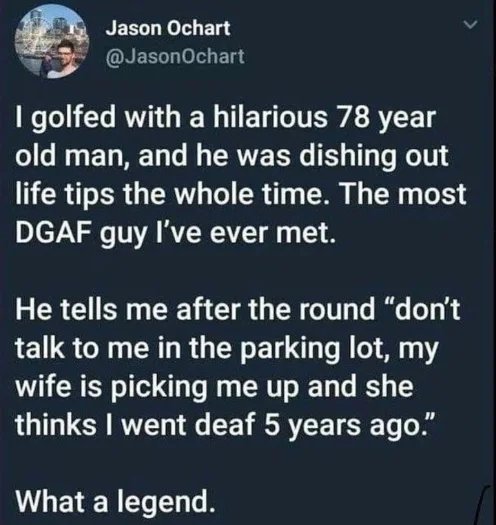 Jason Ochart
@JasonOchart
I golfed with a hilarious 78 year
old man, and he was dishing out
life tips the whole time. The most
DGAF guy I’ve ever met.
He tells me after the round “don’t
talk to me in the parking lot, my
wife is picking me up and she
thinks I went deaf 5 years ago.”
What a legend.